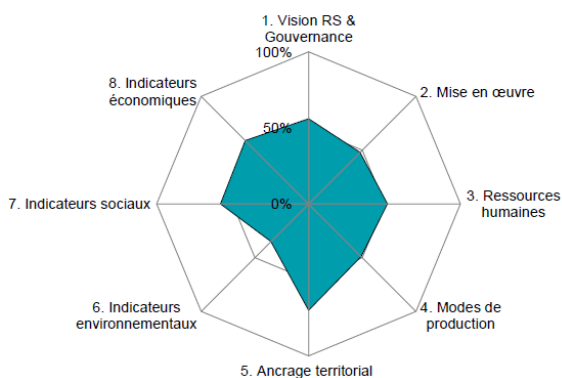 1. Vision RS &
Gouvernance
100%
8. Indicateurs
économiques
2. Mise en œuvre
50%
7. Indicateurs sociaux
0%
3. Ressources
humaines
6. Indicateurs
environnementaux
4. Modes de
production
5. Ancrage territorial